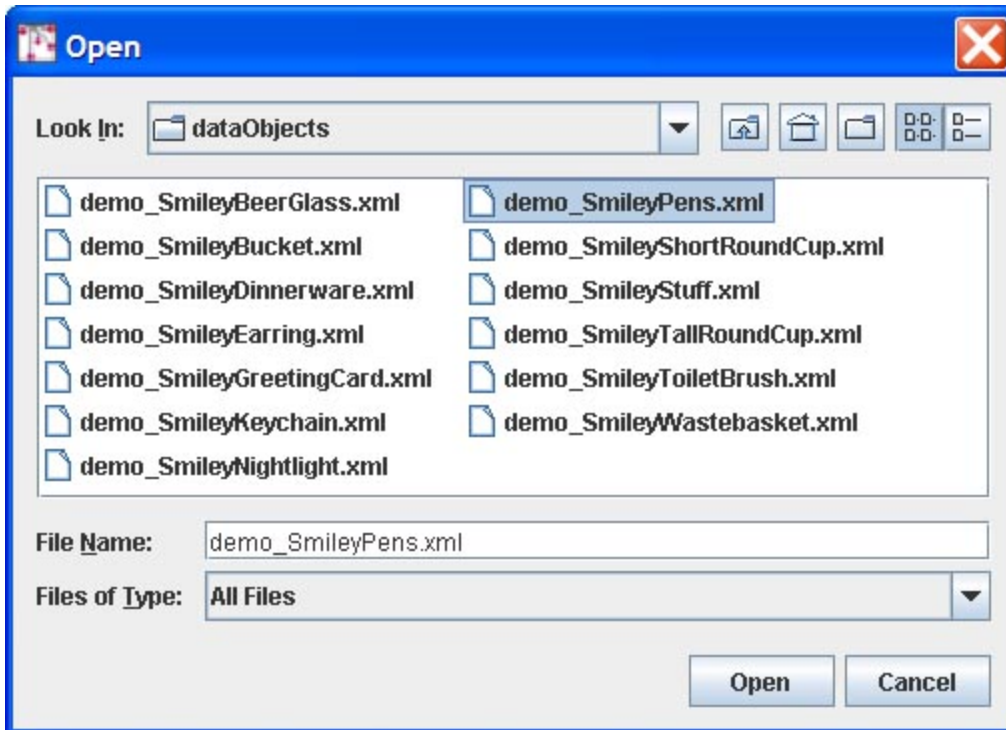 Open
Look In: dataObjects
demo_SmileyBeerGlass.xml
demo_SmileyBucket.xml
demo_SmileyDinnerware.xml
demo_SmileyEarring.xml
demo_SmileyGreetingCard.xml
demo_SmileyKeychain.xml
demo_SmileyNightlight.xml
demo_SmileyPens.xml
demo_SmileyShortRoundCup.xml
demo_SmileyStuff.xml
demo_SmileyTallRoundCup.xml
demo_SmileyToiletBrush.xml
demo_SmileyWastebasket.xml
File Name: demo_SmileyPens.xml
Files of Type: All Files
Open Cancel